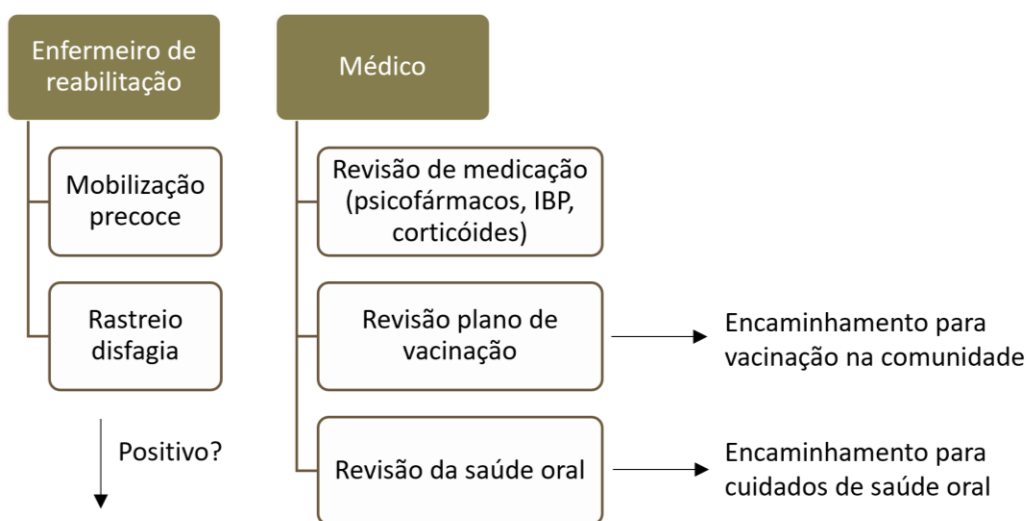 Enfermeiro de
reabilitação
Mobilização
precoce
Rastreio
disfagia
Positivo?
Médico
Revisão de medicação
(psicofármacos, IBP,
corticóides)
Revisão plano de
vacinação
Encaminhamento para
vacinação na comunidade
Revisão da saúde oral
Encaminhamento para
cuidados de saúde oral